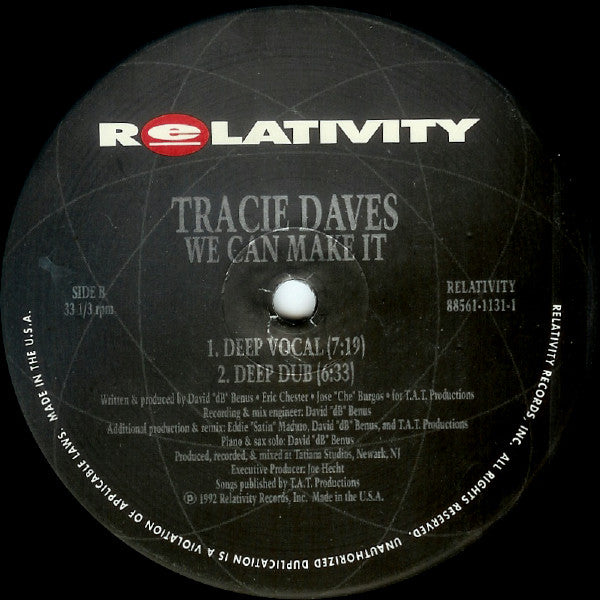 RELATIVITY
TRACIE DAVES
WE CAN MAKE IT
SIDE B
33 1/3 rpm
RELATIVITY
88561-1131-1
1. DEEP VOCAL (7:19)
2. DEEP DUB (6:33)
Written & produced by David "dB" Benus • Eric Chester • Jose "Che" Burgos • for T.A.T. Productions
Recording & mix engineer: David "dB" Benus
Additional production & remix: Eddie "Satin" Maduro, David "dB" Benus, and T.A.T. Productions
Piano & sax solo: David "dB" Benus
Produced, recorded, & mixed at Tatiana Studios, Newark, NJ
Executive Producer: Joe Hecht
Songs published by T.A.T. Productions
℗ 1992 Relativity Records, Inc. Made in the U.S.A.
RELATIVITY RECORDS, INC. ALL RIGHTS RESERVED. UNAUTHORIZED DUPLICATION IS A VIOLATION OF APPLICABLE LAWS. MADE IN THE U.S.A.